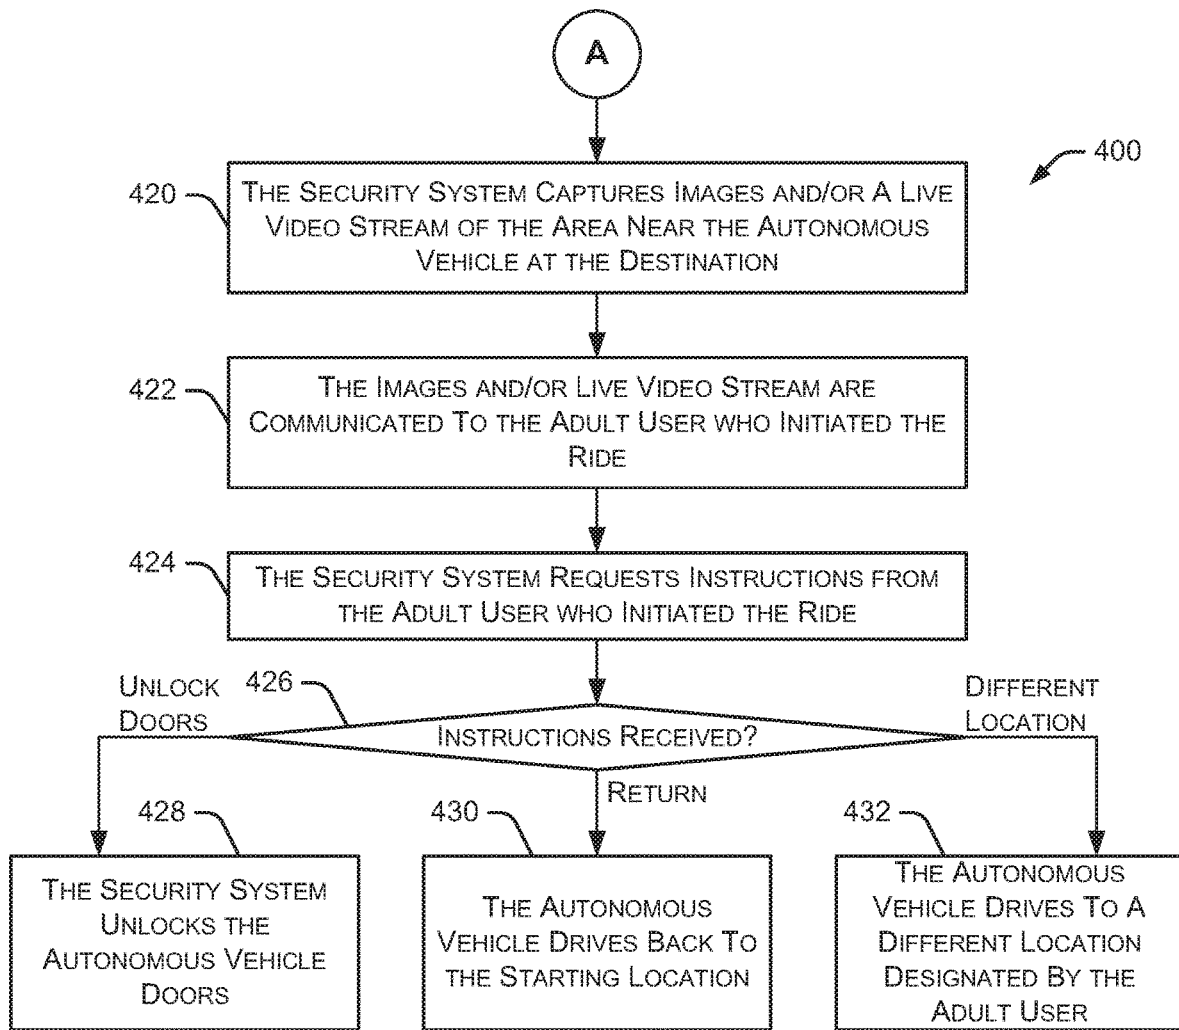 A
400
420
THE SECURITY SYSTEM CAPTURES IMAGES AND/OR A LIVE
VIDEO STREAM OF THE AREA NEAR THE AUTONOMOUS
VEHICLE AT THE DESTINATION
422
THE IMAGES AND/OR LIVE VIDEO STREAM ARE
COMMUNICATED TO THE ADULT USER WHO INITIATED THE
RIDE
424
THE SECURITY SYSTEM REQUESTS INSTRUCTIONS FROM
THE ADULT USER WHO INITIATED THE RIDE
UNLOCK
DOORS
426
INSTRUCTIONS RECEIVED?
DIFFERENT
LOCATION
RETURN
428
THE SECURITY SYSTEM
UNLOCKS THE
AUTONOMOUS VEHICLE
DOORS
430
THE AUTONOMOUS
VEHICLE DRIVES BACK TO
THE STARTING LOCATION
432
THE AUTONOMOUS
VEHICLE DRIVES TO A
DIFFERENT LOCATION
DESIGNATED BY THE
ADULT USER